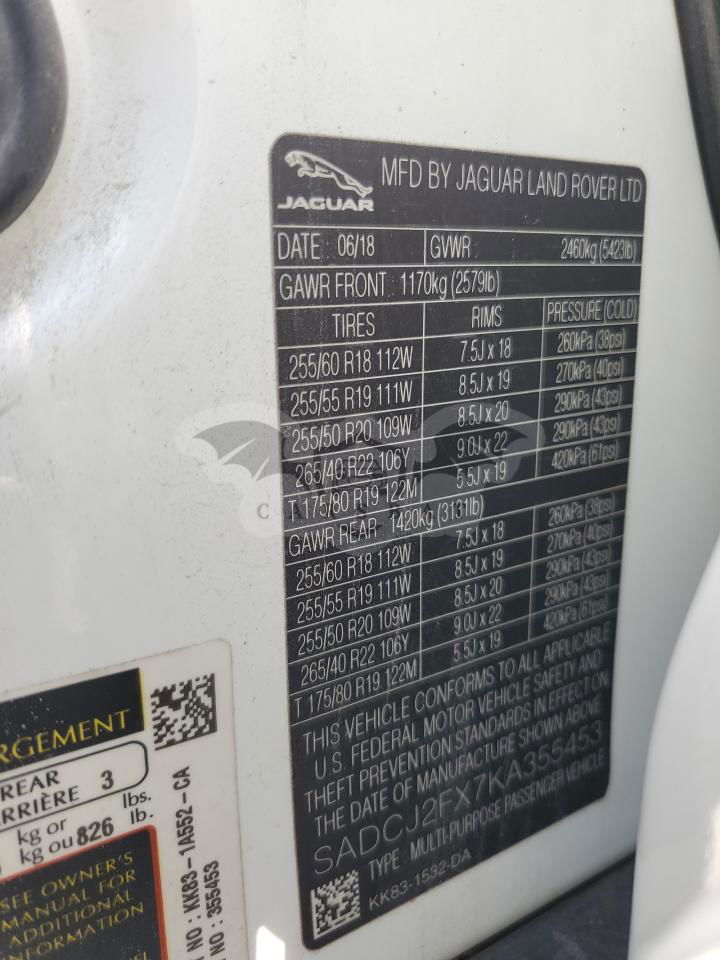 JAGUAR
MFD BY JAGUAR LAND ROVER LTD
DATE: 06/18 GVWR: 2460kg (5423lb)
GAWR FRONT: 1170kg (2579lb)
TIRES RIMS PRESSURE (COLD)
255/60 R18 112W 7.5J x 18 260kPa (38psi)
255/55 R19 111W 8.5J x 19 270kPa (40psi)
255/50 R20 109W 8.5J x 20 290kPa (43psi)
265/40 R22 106Y 9.0J x 22 290kPa (43psi)
T 175/80 R19 122M 5.5J x 19 420kPa (61psi)
GAWR REAR: 1420kg (3131lb)
255/60 R18 112W 7.5J x 18 260kPa (38psi)
255/55 R19 111W 8.5J x 19 270kPa (40psi)
255/50 R20 109W 8.5J x 20 290kPa (43psi)
265/40 R22 106Y 9.0J x 22 290kPa (43psi)
T 175/80 R19 122M 5.5J x 19 420kPa (61psi)
THIS VEHICLE CONFORMS TO ALL APPLICABLE
U.S. FEDERAL MOTOR VEHICLE SAFETY AND
THEFT PREVENTION STANDARDS IN EFFECT ON
THE DATE OF MANUFACTURE SHOWN ABOVE
SADCJ2FX7KA355453
TYPE: MULTI-PURPOSE PASSENGER VEHICLE
KK83-1532-DA
RGEMENT
REAR
RRIÈRE 3
kg or lbs.
kg ou 826 lb.
SEE OWNER'S
MANUAL FOR
ADDITIONAL
INFORMATION
NO: KK83-1A552-CA
NO: 355453